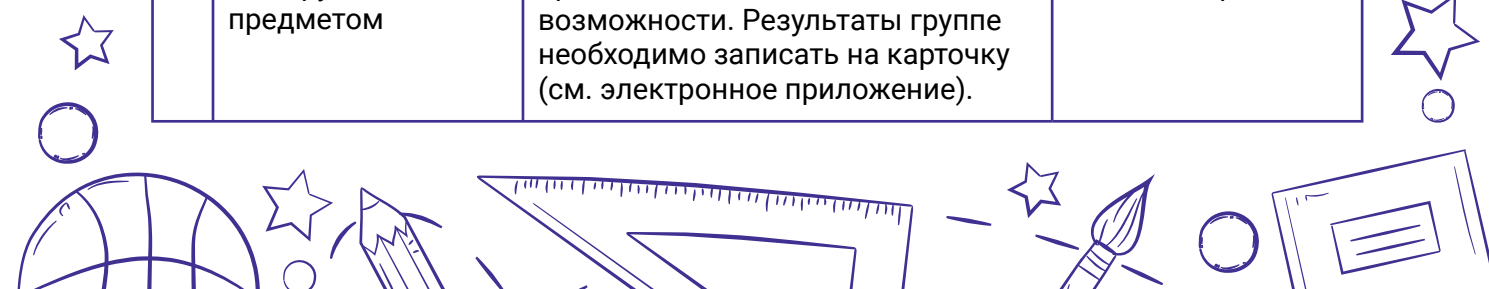 предметом
возможности. Результаты группе
необходимо записать на карточку
(см. электронное приложение).